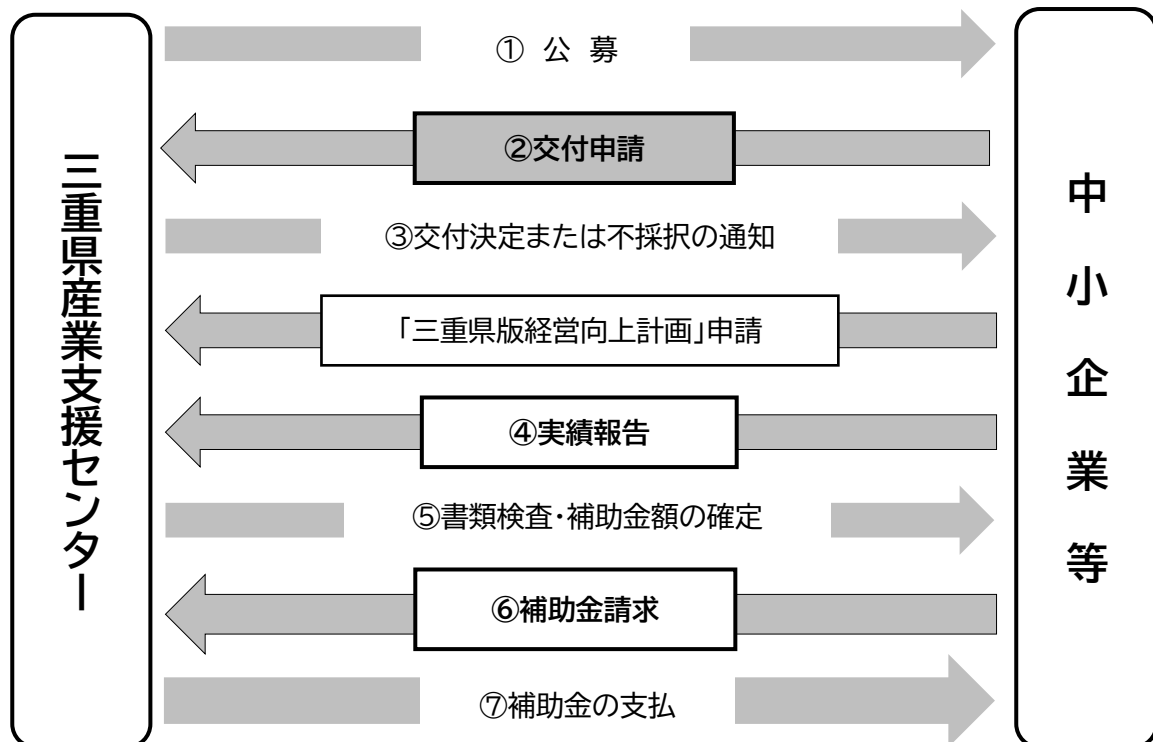 三重県産業支援センター
① 公 募
②交付申請
③交付決定または不採択の通知
「三重県版経営向上計画」申請
④実績報告
⑤書類検査・補助金額の確定
⑥補助金請求
⑦補助金の支払
中小企業等